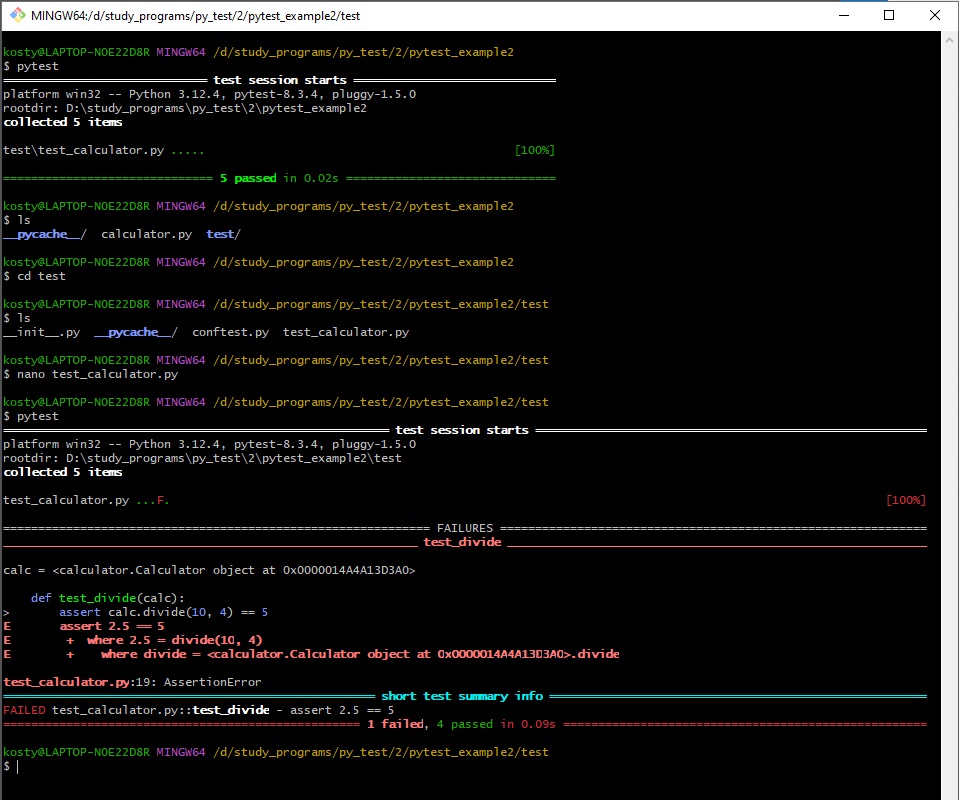 MINGW64:/d/study_programs/py_test/2/pytest_example2/test
kosty@LAPTOP-NOE22D8R MINGW64 /d/study_programs/py_test/2/pytest_example2
$ pytest
============================= test session starts =============================
platform win32 -- Python 3.12.4, pytest-8.3.4, pluggy-1.5.0
rootdir: D:\study_programs\py_test\2\pytest_example2
collected 5 items
test\test_calculator.py ..... [100%]
============================== 5 passed in 0.02s ==============================
kosty@LAPTOP-NOE22D8R MINGW64 /d/study_programs/py_test/2/pytest_example2
$ ls
__pycache__/  calculator.py  test/
kosty@LAPTOP-NOE22D8R MINGW64 /d/study_programs/py_test/2/pytest_example2
$ cd test
kosty@LAPTOP-NOE22D8R MINGW64 /d/study_programs/py_test/2/pytest_example2/test
$ ls
__init__.py  __pycache__/  conftest.py  test_calculator.py
kosty@LAPTOP-NOE22D8R MINGW64 /d/study_programs/py_test/2/pytest_example2/test
$ nano test_calculator.py
kosty@LAPTOP-NOE22D8R MINGW64 /d/study_programs/py_test/2/pytest_example2/test
$ pytest
======================================================= test session starts ========================================================
platform win32 -- Python 3.12.4, pytest-8.3.4, pluggy-1.5.0
rootdir: D:\study_programs\py_test\2\pytest_example2\test
collected 5 items
test_calculator.py ...F. [100%]
============================================================= FAILURES =============================================================
___________________________________________________________ test_divide ____________________________________________________________
calc = <calculator.Calculator object at 0x0000014A4A13D3A0>
    def test_divide(calc):
>       assert calc.divide(10, 4) == 5
E       assert 2.5 == 5
E        +  where 2.5 = divide(10, 4)
E        +    where divide = <calculator.Calculator object at 0x0000014A4A13D3A0>.divide
test_calculator.py:19: AssertionError
===================================================== short test summary info ======================================================
FAILED test_calculator.py::test_divide - assert 2.5 == 5
=================================================== 1 failed, 4 passed in 0.09s ====================================================
kosty@LAPTOP-NOE22D8R MINGW64 /d/study_programs/py_test/2/pytest_example2/test
$